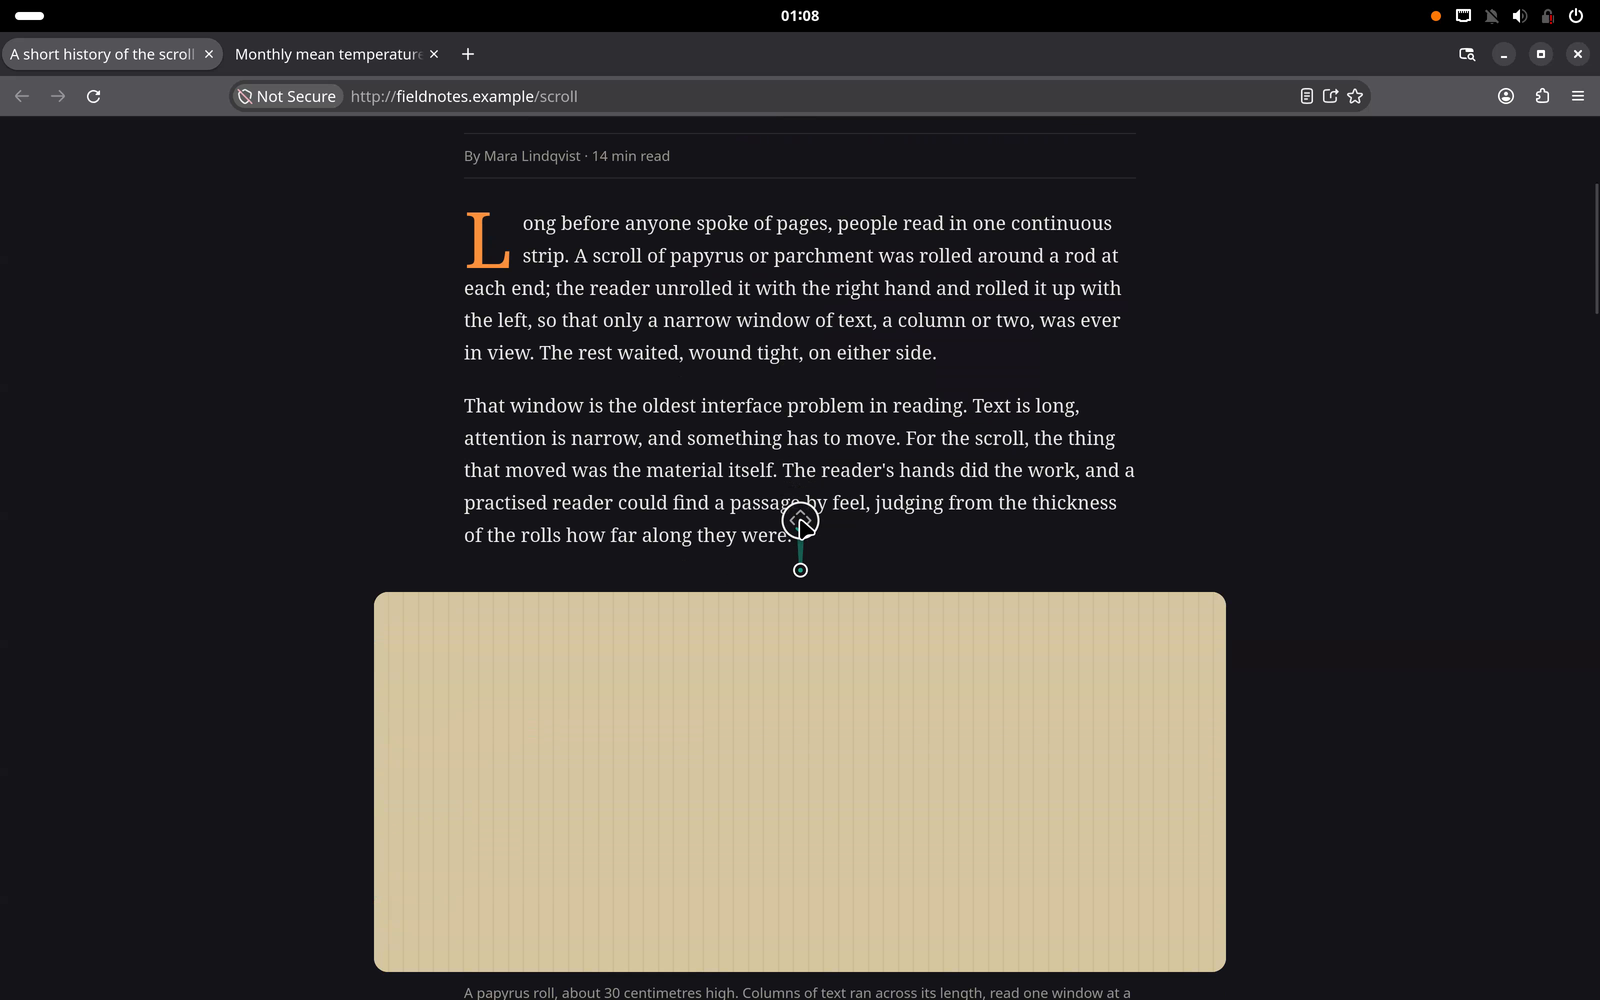 01:08
A short history of the scroll
Monthly mean temperature
Not Secure http://fieldnotes.example/scroll
By Mara Lindqvist · 14 min read
Long before anyone spoke of pages, people read in one continuous
strip. A scroll of papyrus or parchment was rolled around a rod at
each end; the reader unrolled it with the right hand and rolled it up with
the left, so that only a narrow window of text, a column or two, was ever
in view. The rest waited, wound tight, on either side.
That window is the oldest interface problem in reading. Text is long,
attention is narrow, and something has to move. For the scroll, the thing
that moved was the material itself. The reader's hands did the work, and a
practised reader could find a passage by feel, judging from the thickness
of the rolls how far along they were.
A papyrus roll, about 30 centimetres high. Columns of text ran across its length, read one window at a